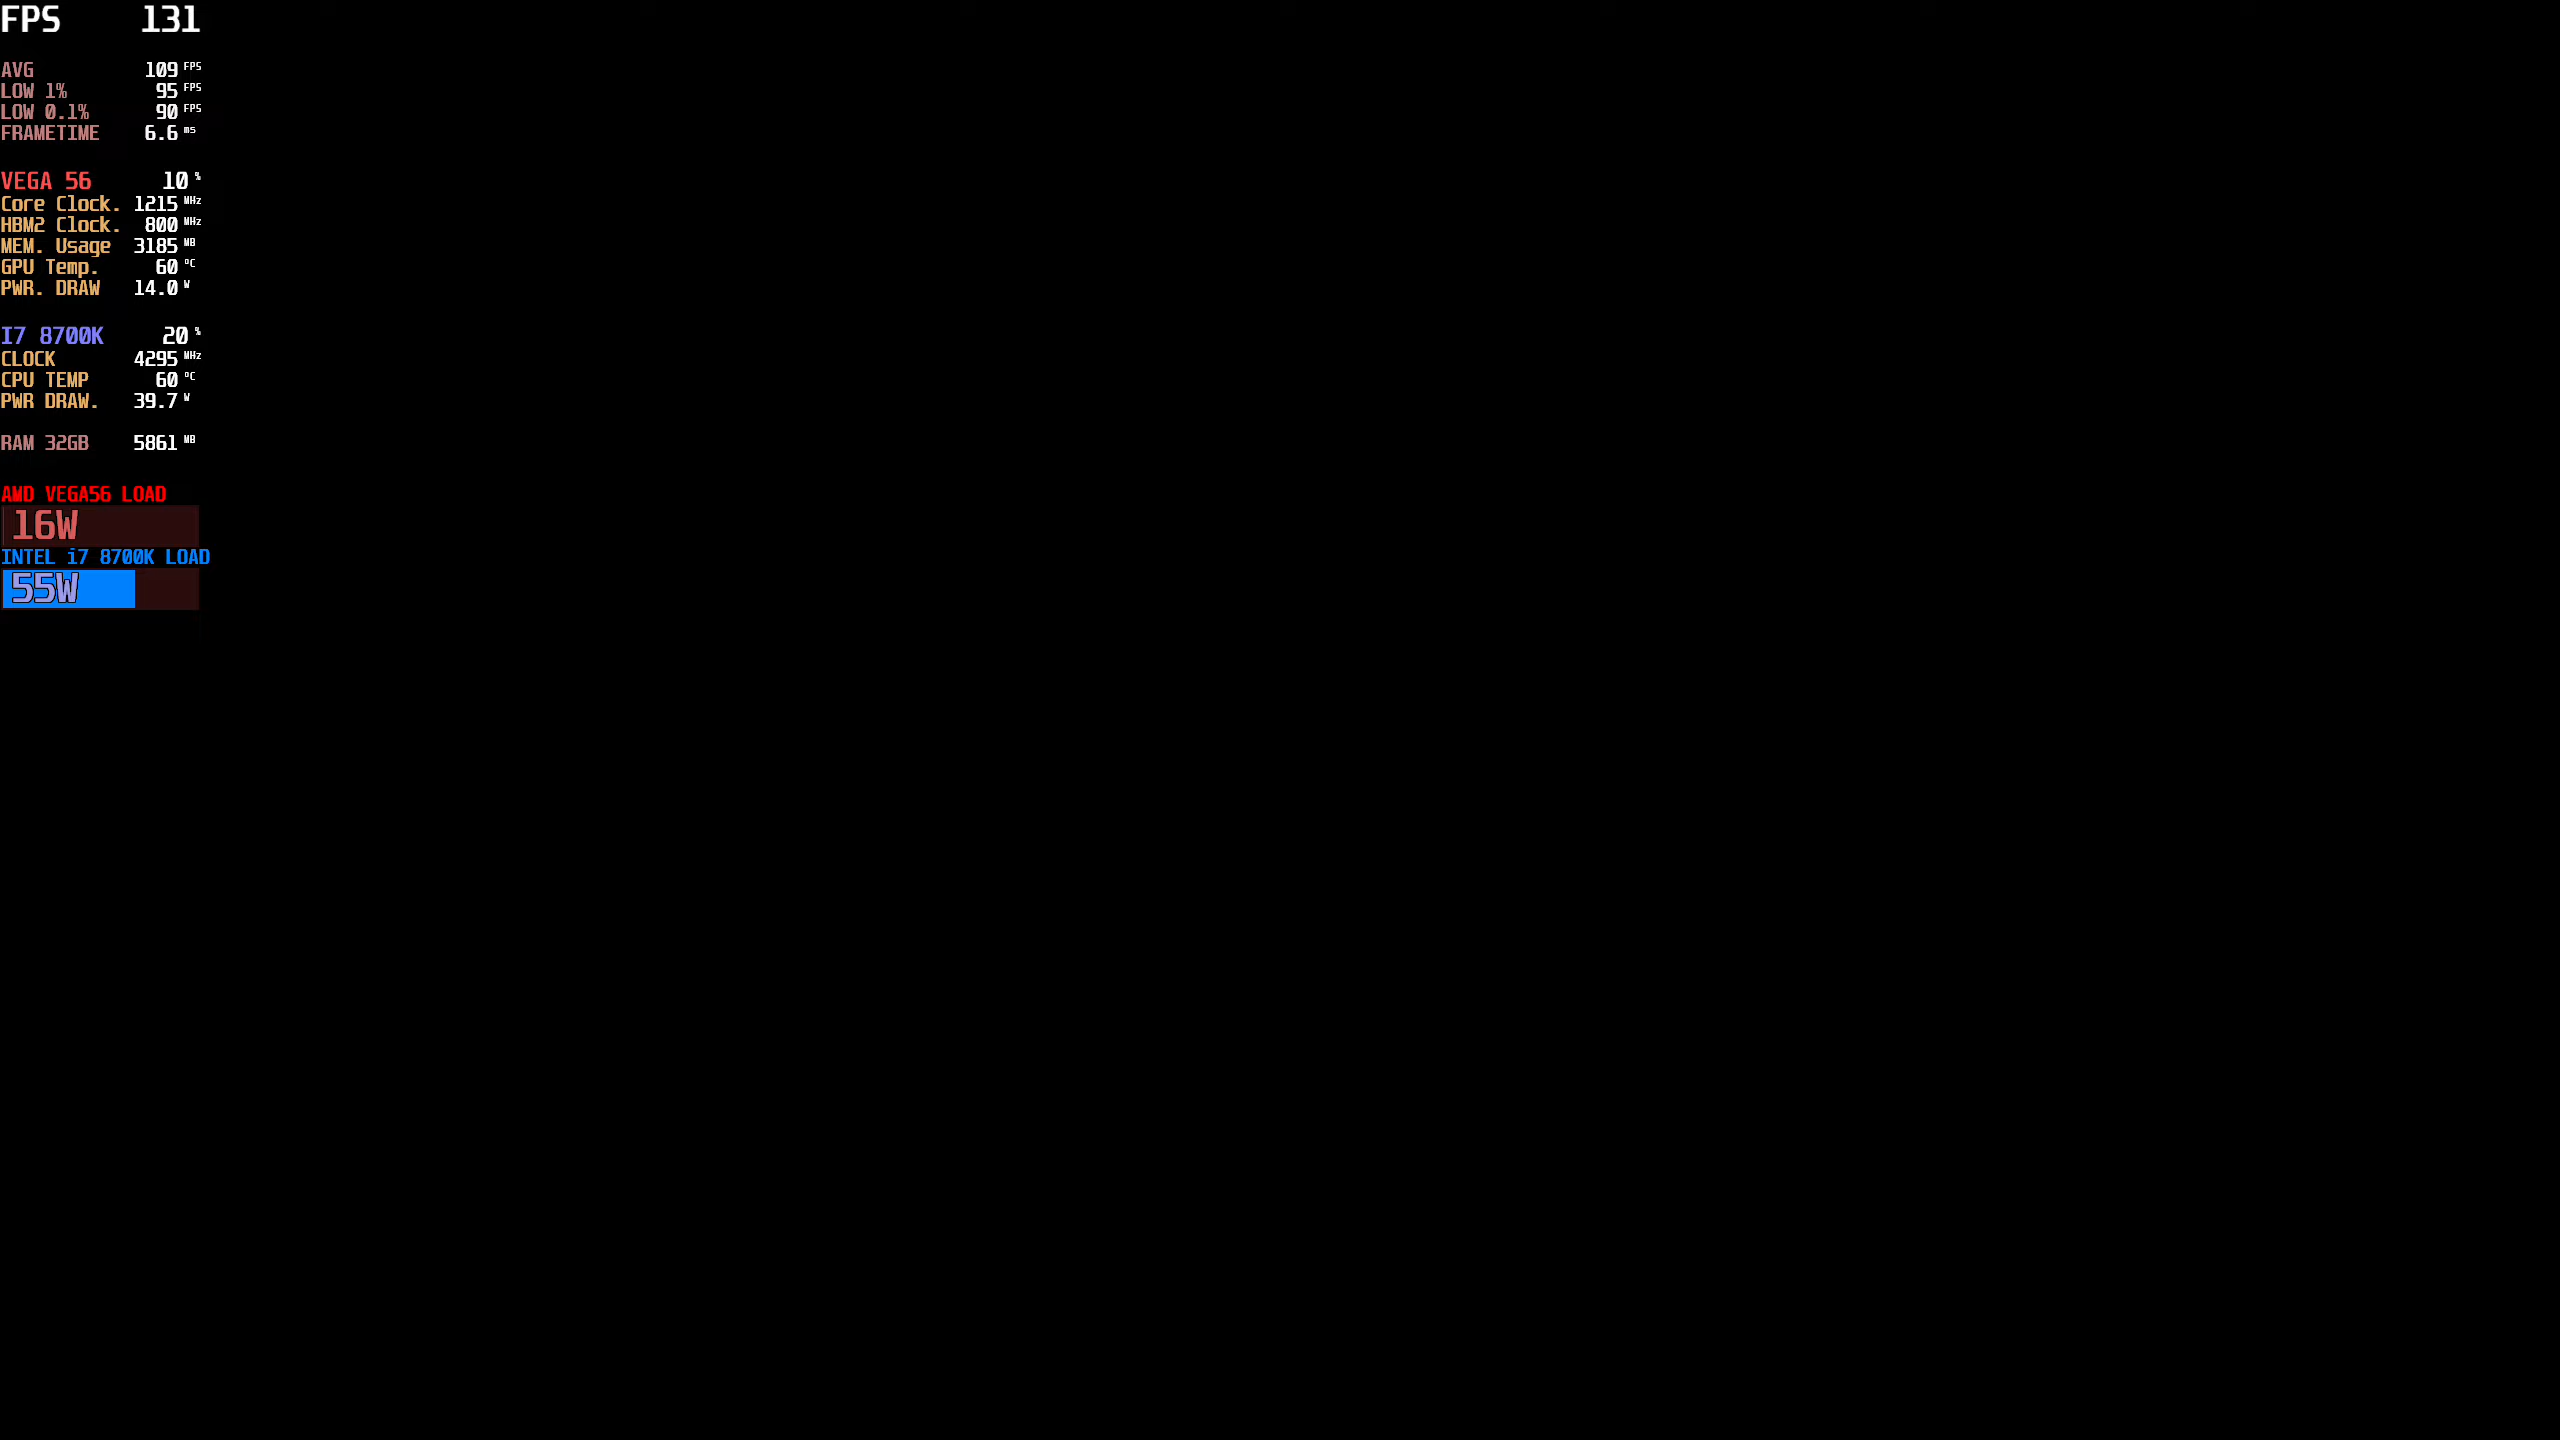 FPS 131
AVG 109 FPS
LOW 1% 95 FPS
LOW 0.1% 90 FPS
FRAMETIME 6.6 ms
VEGA 56 10 %
Core Clock. 1215 MHz
HBM2 Clock. 800 MHz
MEM. Usage 3185 MB
GPU Temp. 60 °C
PWR. DRAW 14.0 W
I7 8700K 20 %
CLOCK 4295 MHz
CPU TEMP 60 °C
PWR DRAW. 39.7 W
RAM 32GB 5861 MB
AMD VEGA56 LOAD
16W
INTEL i7 8700K LOAD
55W